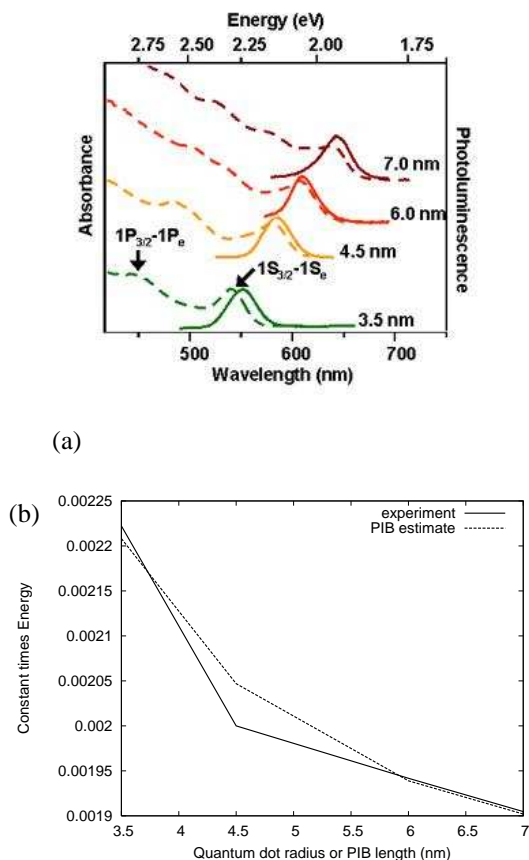 Energy (eV)
2.75 2.50 2.25 2.00 1.75
Absorbance
Photoluminescence
7.0 nm
6.0 nm
4.5 nm
3.5 nm
1P3/2-1Pe
1S3/2-1Se
500 600 700
Wavelength (nm)
(a)
(b)
experiment
PIB estimate
Constant times Energy
0.00225
0.0022
0.00215
0.0021
0.00205
0.002
0.00195
0.0019
3.5 4 4.5 5 5.5 6 6.5 7
Quantum dot radius or PIB length (nm)